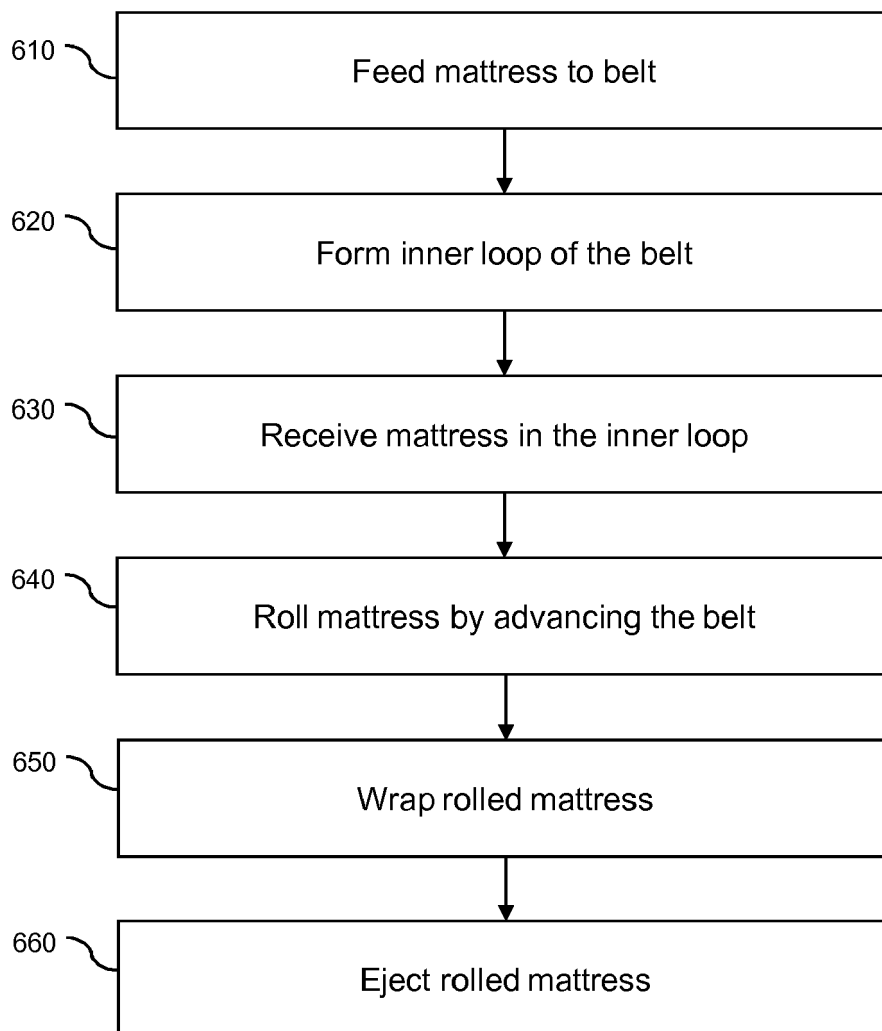 610
Feed mattress to belt
620
Form inner loop of the belt
630
Receive mattress in the inner loop
640
Roll mattress by advancing the belt
650
Wrap rolled mattress
660
Eject rolled mattress